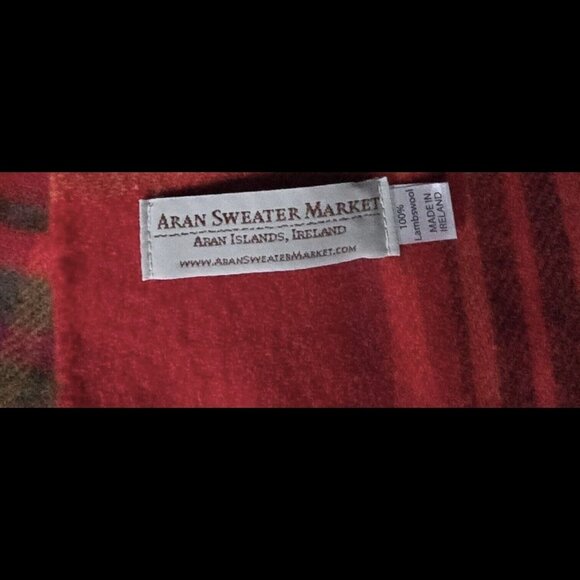 ARAN SWEATER MARKET
ARAN ISLANDS, IRELAND
WWW.ARANSWEATERMARKET.COM
100%
Lambswool
MADE IN
IRELAND